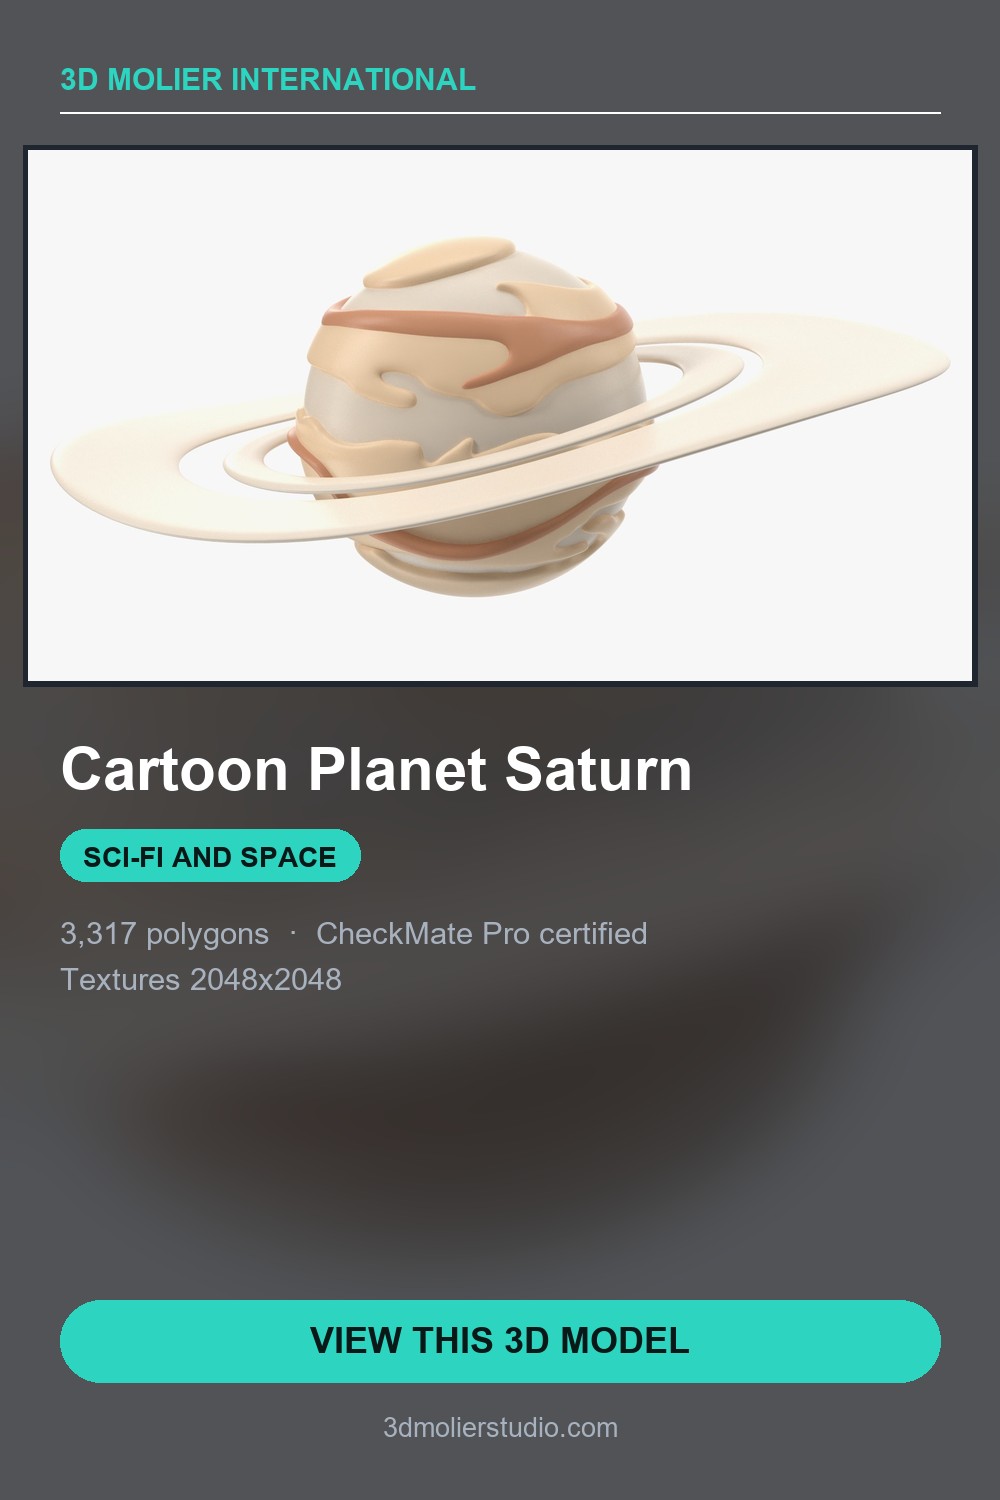 3D MOLIER INTERNATIONAL
Cartoon Planet Saturn
SCI-FI AND SPACE
3,317 polygons · CheckMate Pro certified
Textures 2048x2048
VIEW THIS 3D MODEL
3dmolierstudio.com